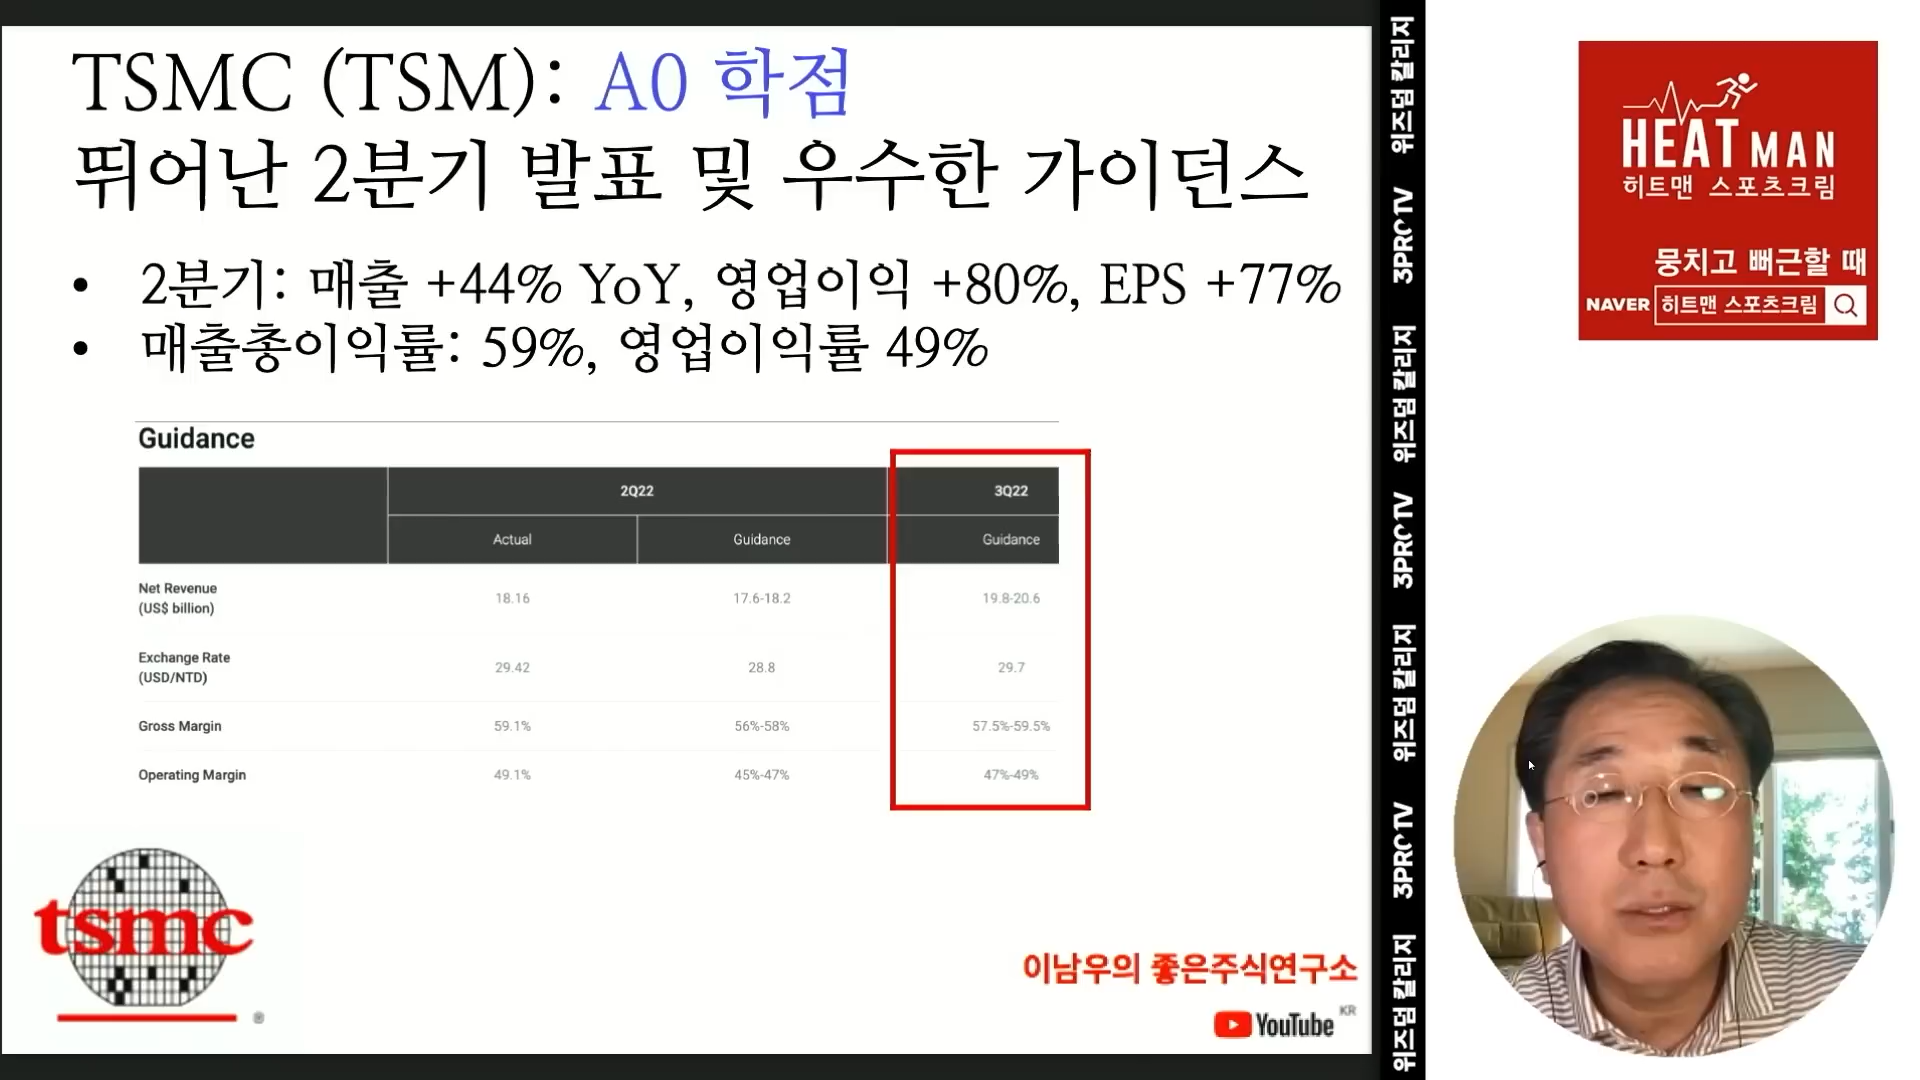 TSMC (TSM): A0 학점
뛰어난 2분기 발표 및 우수한 가이던스
• 2분기: 매출 +44% YoY, 영업이익 +80%, EPS +77%
• 매출총이익률: 59%, 영업이익률 49%
Guidance
2Q22 3Q22
Actual Guidance Guidance
Net Revenue
(US$ billion) 18.16 17.6-18.2 19.8-20.6
Exchange Rate
(USD/NTD) 29.42 28.8 29.7
Gross Margin 59.1% 56%-58% 57.5%-59.5%
Operating Margin 49.1% 45%-47% 47%-49%
tsmc
®
이남우의 좋은주식연구소
YouTube KR
위즈덤 칼리지
3PROTV
위즈덤 칼리지
3PROTV
위즈덤 칼리지
3PROTV
위즈덤 칼리지
HEAT MAN
히트맨 스포츠크림
뭉치고 뻐근할 때
NAVER 히트맨 스포츠크림